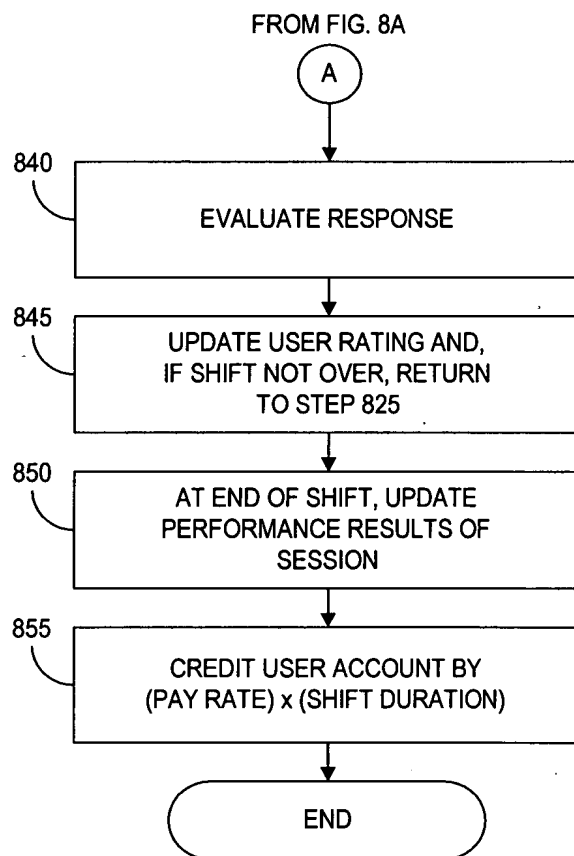 FROM FIG. 8A
A
840
EVALUATE RESPONSE
845
UPDATE USER RATING AND,
IF SHIFT NOT OVER, RETURN
TO STEP 825
850
AT END OF SHIFT, UPDATE
PERFORMANCE RESULTS OF
SESSION
855
CREDIT USER ACCOUNT BY
(PAY RATE) x (SHIFT DURATION)
END